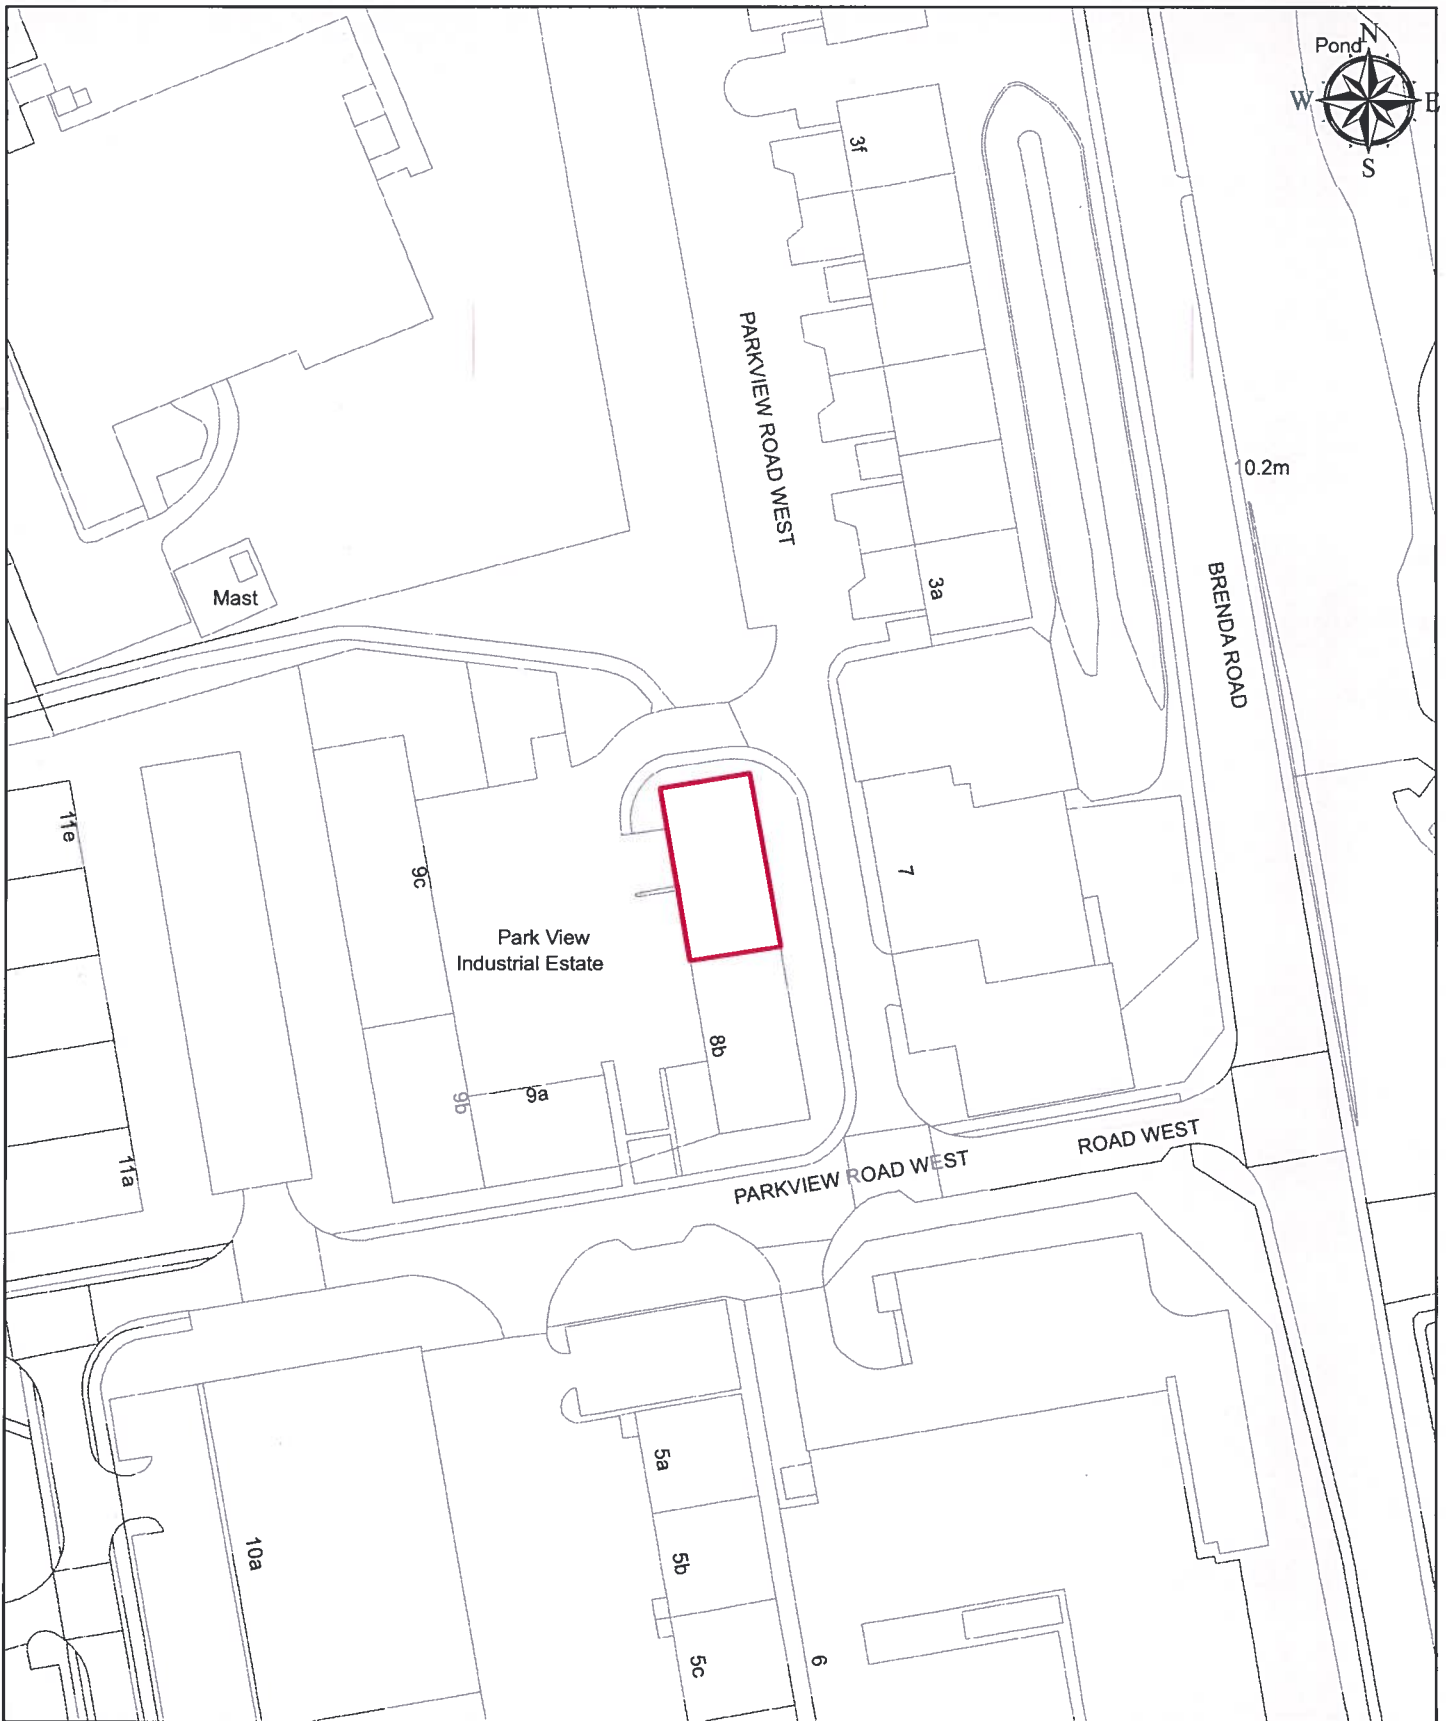 Pond
N
W
E
S
3f
PARKVIEW ROAD WEST
10.2m
3a
BRENDA ROAD
Mast
11e
9c
7
Park View
Industrial Estate
8b
9b
9a
11a
ROAD WEST
PARKVIEW ROAD WEST
5a
10a
5b
5c
6